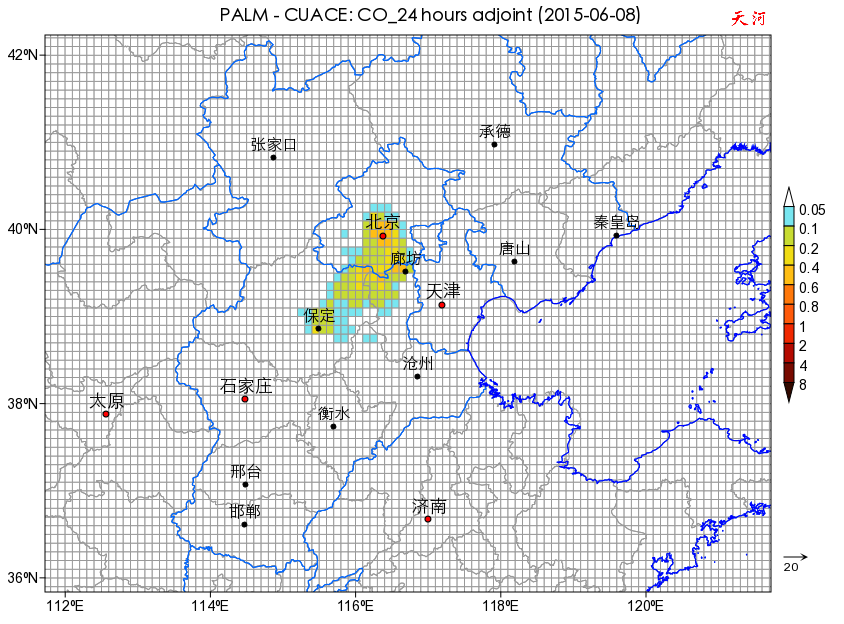 PALM - CUACE: CO_24 hours adjoint (2015-06-08)
天河
42°N
承德
张家口
0.05
北京
秦皇岛
0.1
40°N
唐山
0.2
廊坊
0.4
天津
0.6
保定
0.8
1
2
沧州
4
石家庄
8
太原
38°N
衡水
邢台
济南
邯郸
20
36°N
112°E
114°E
116°E
118°E
120°E